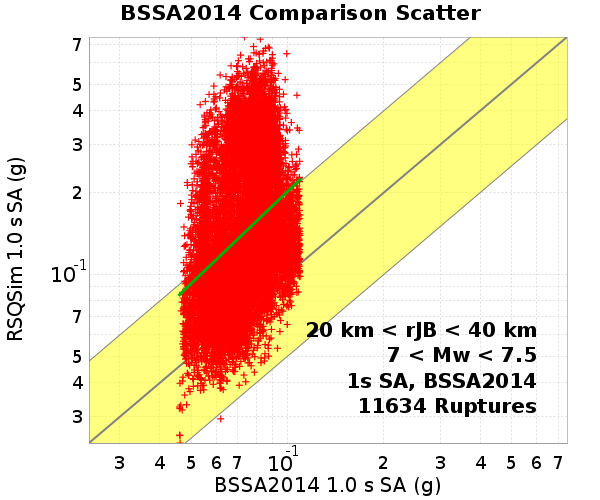 BSSA2014 Comparison Scatter
RSQSim 1.0 s SA (g)
7
5
4
3
2
10^-1
7
5
4
3
20 km < rJB < 40 km
7 < Mw < 7.5
1s SA, BSSA2014
11634 Ruptures
3 4 5 6 7 10^-1 2 3 4 5 6 7
BSSA2014 1.0 s SA (g)